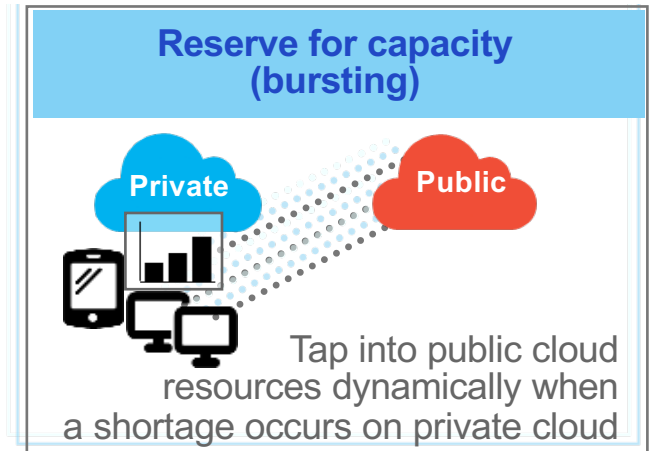 Reserve for capacity
(bursting)
Private
Public
Tap into public cloud
resources dynamically when
a shortage occurs on private cloud